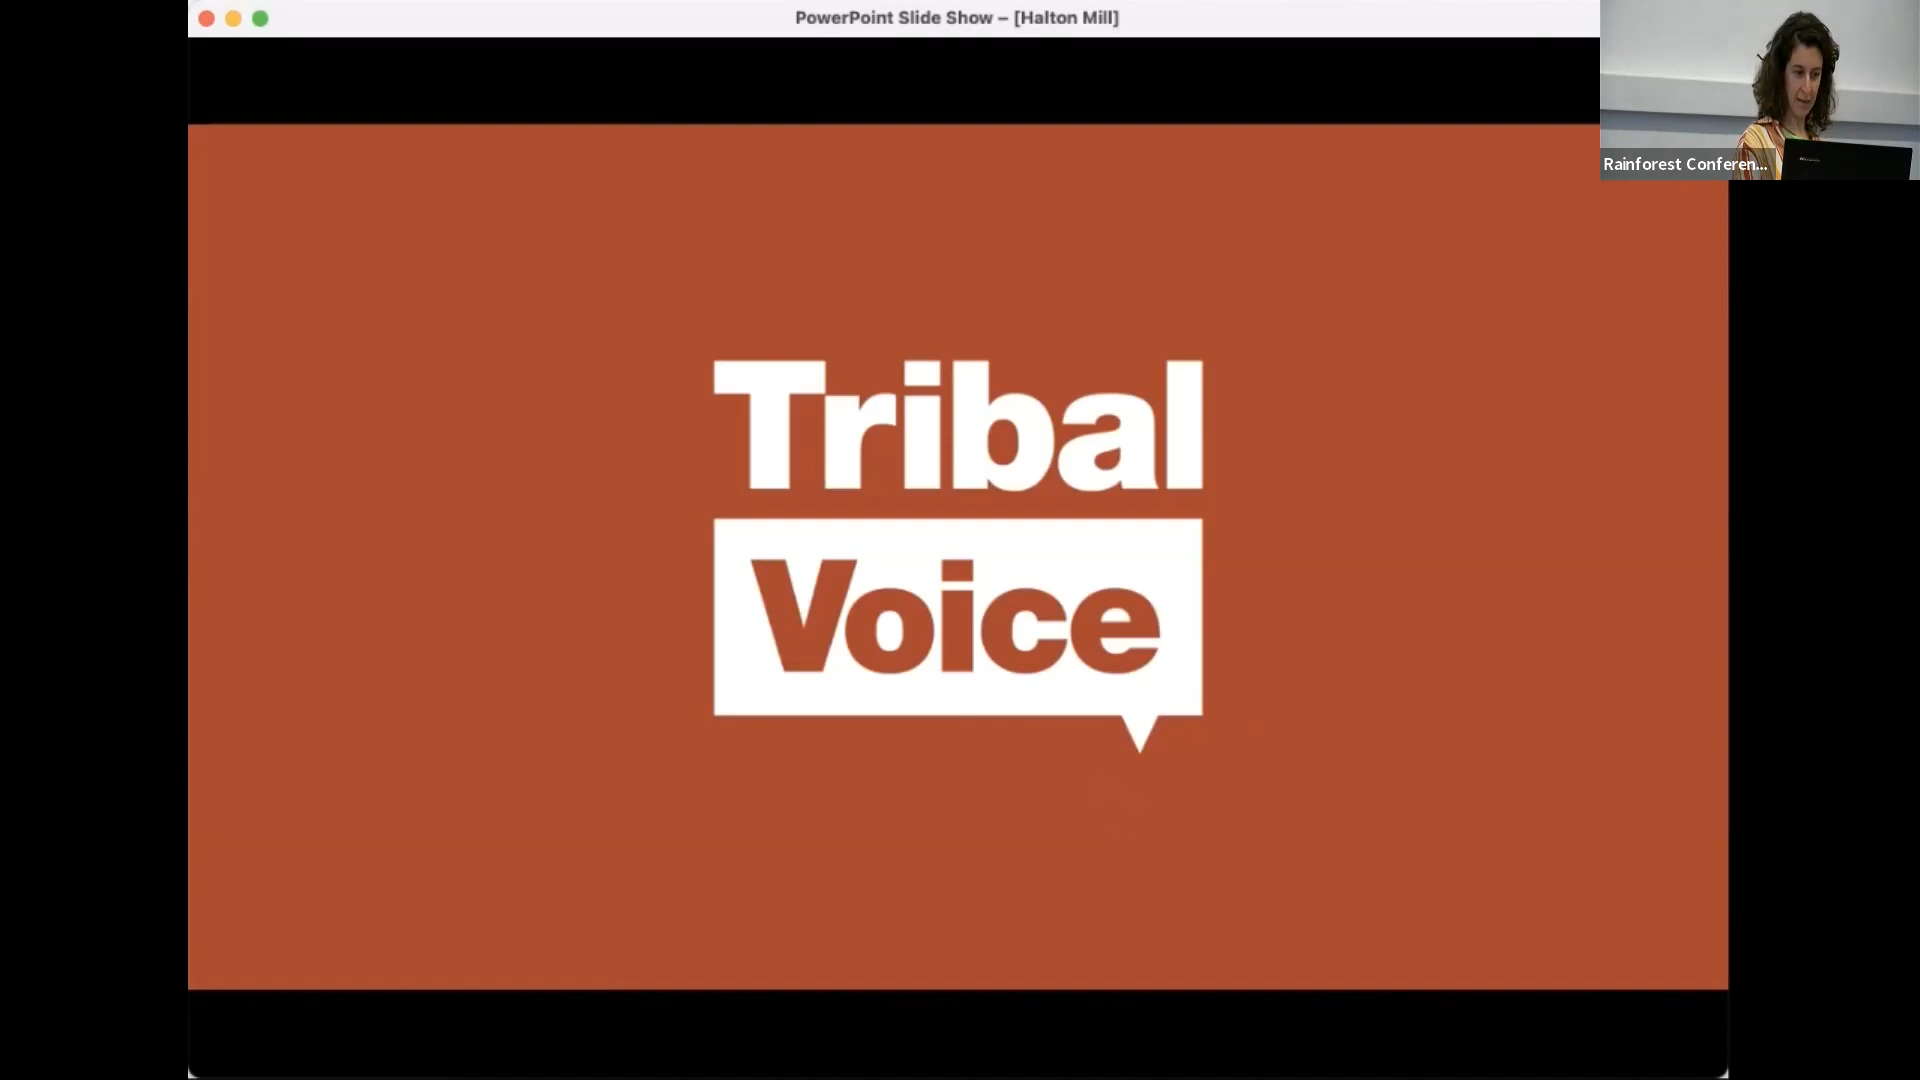 PowerPoint Slide Show – [Halton Mill]
Rainforest Conferen...
Tribal
Voice